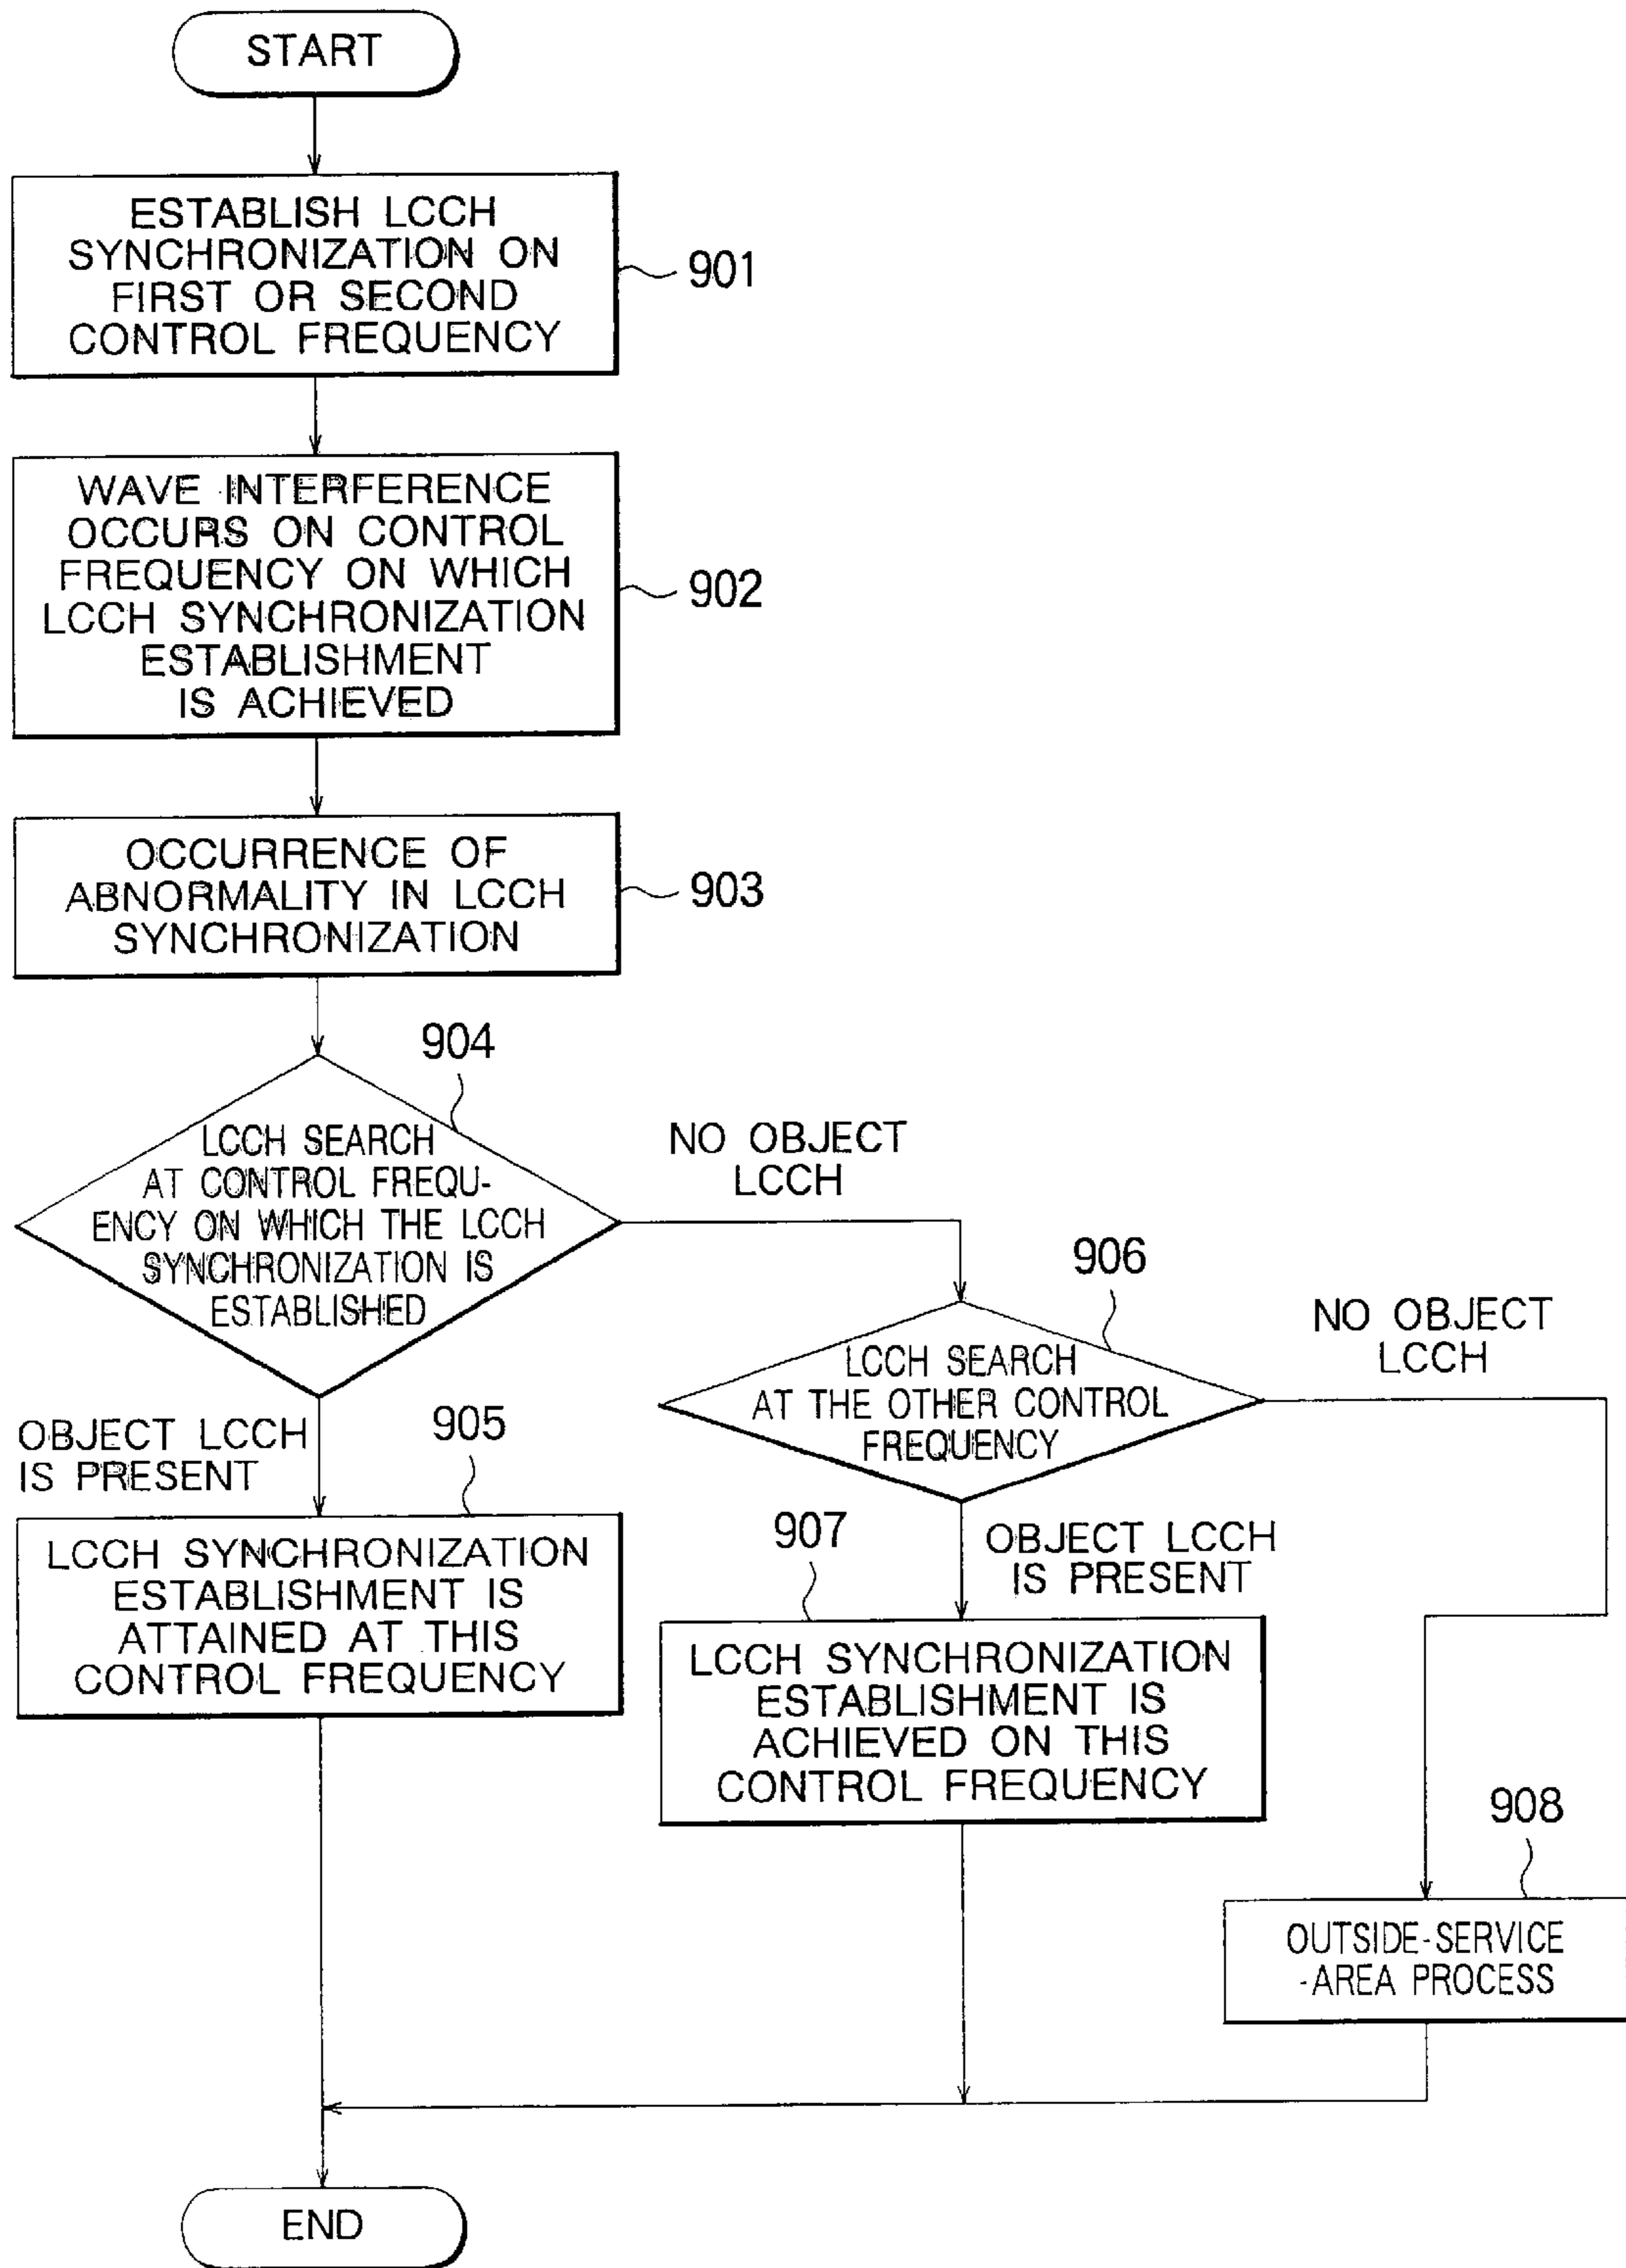 START
ESTABLISH LCCH
SYNCHRONIZATION ON
FIRST OR SECOND
CONTROL FREQUENCY
901
WAVE INTERFERENCE
OCCURS ON CONTROL
FREQUENCY ON WHICH
LCCH SYNCHRONIZATION
ESTABLISHMENT
IS ACHIEVED
902
OCCURRENCE OF
ABNORMALITY IN LCCH
SYNCHRONIZATION
903
904
LCCH SEARCH
AT CONTROL FREQU-
ENCY ON WHICH THE LCCH
SYNCHRONIZATION IS
ESTABLISHED
NO OBJECT
LCCH
906
LCCH SEARCH
AT THE OTHER CONTROL
FREQUENCY
NO OBJECT
LCCH
OBJECT LCCH
IS PRESENT
905
LCCH SYNCHRONIZATION
ESTABLISHMENT IS
ATTAINED AT THIS
CONTROL FREQUENCY
907
OBJECT LCCH
IS PRESENT
LCCH SYNCHRONIZATION
ESTABLISHMENT IS
ACHIEVED ON THIS
CONTROL FREQUENCY
908
OUTSIDE-SERVICE
-AREA PROCESS
END